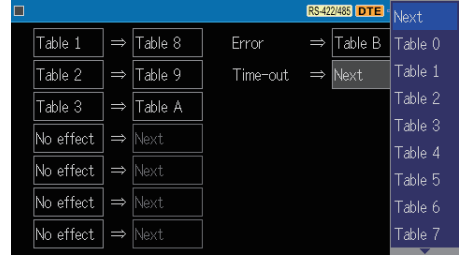 RS-422/485 DTE
Table 1 ⇒ Table 8
Table 2 ⇒ Table 9
Table 3 ⇒ Table A
No effect ⇒ Next
No effect ⇒ Next
No effect ⇒ Next
No effect ⇒ Next
Error ⇒ Table B
Time-out ⇒ Next
Next
Table 0
Table 1
Table 2
Table 3
Table 4
Table 5
Table 6
Table 7